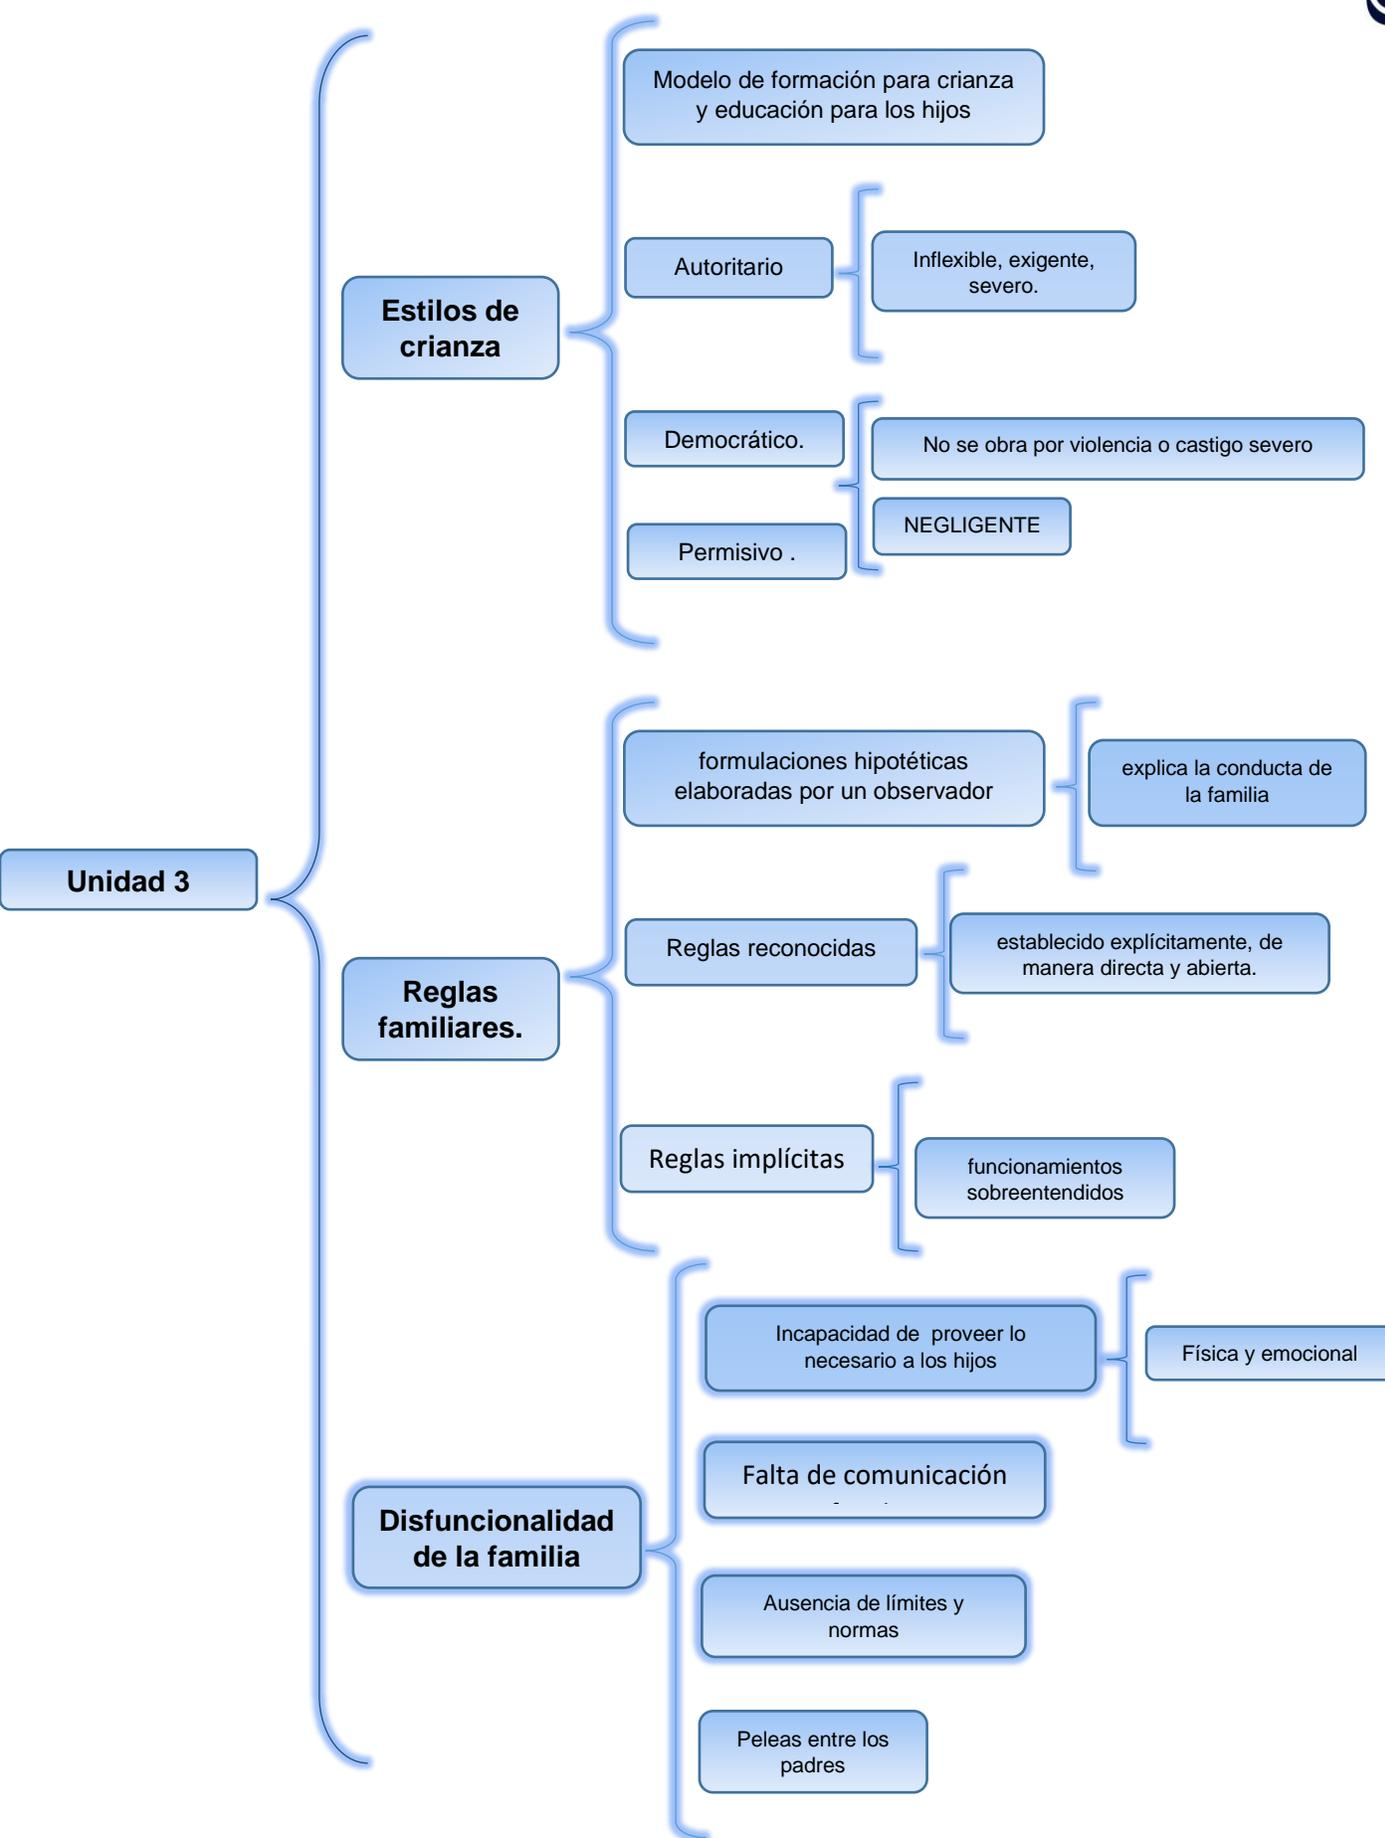 Modelo de formación para crianza
y educación para los hijos
Autoritario
Inflexible, exigente,
severo.
Estilos de
crianza
Democrático.
No se obra por violencia o castigo severo
NEGLIGENTE
Permisivo .
formulaciones hipotéticas
elaboradas por un observador
explica la conducta de
la familia
Unidad 3
Reglas reconocidas
establecido explícitamente, de
manera directa y abierta.
Reglas
familiares.
Reglas implícitas
funcionamientos
sobreentendidos
Incapacidad de  proveer lo
necesario a los hijos
Física y emocional
Falta de comunicación
Disfuncionalidad
de la familia
Ausencia de límites y
normas
Peleas entre los
padres